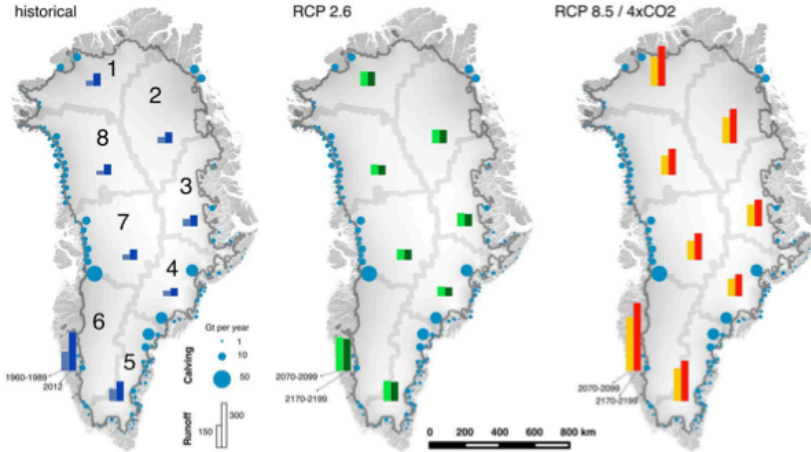 historical
RCP 2.6
RCP 8.5 / 4xCO2
1
2
8
3
7
4
6
5
Gt per year
1
10
50
Calving
Runoff
150
300
1960-1989
2012
2070-2099
2170-2199
2070-2099
2170-2199
0 200 400 600 800 km